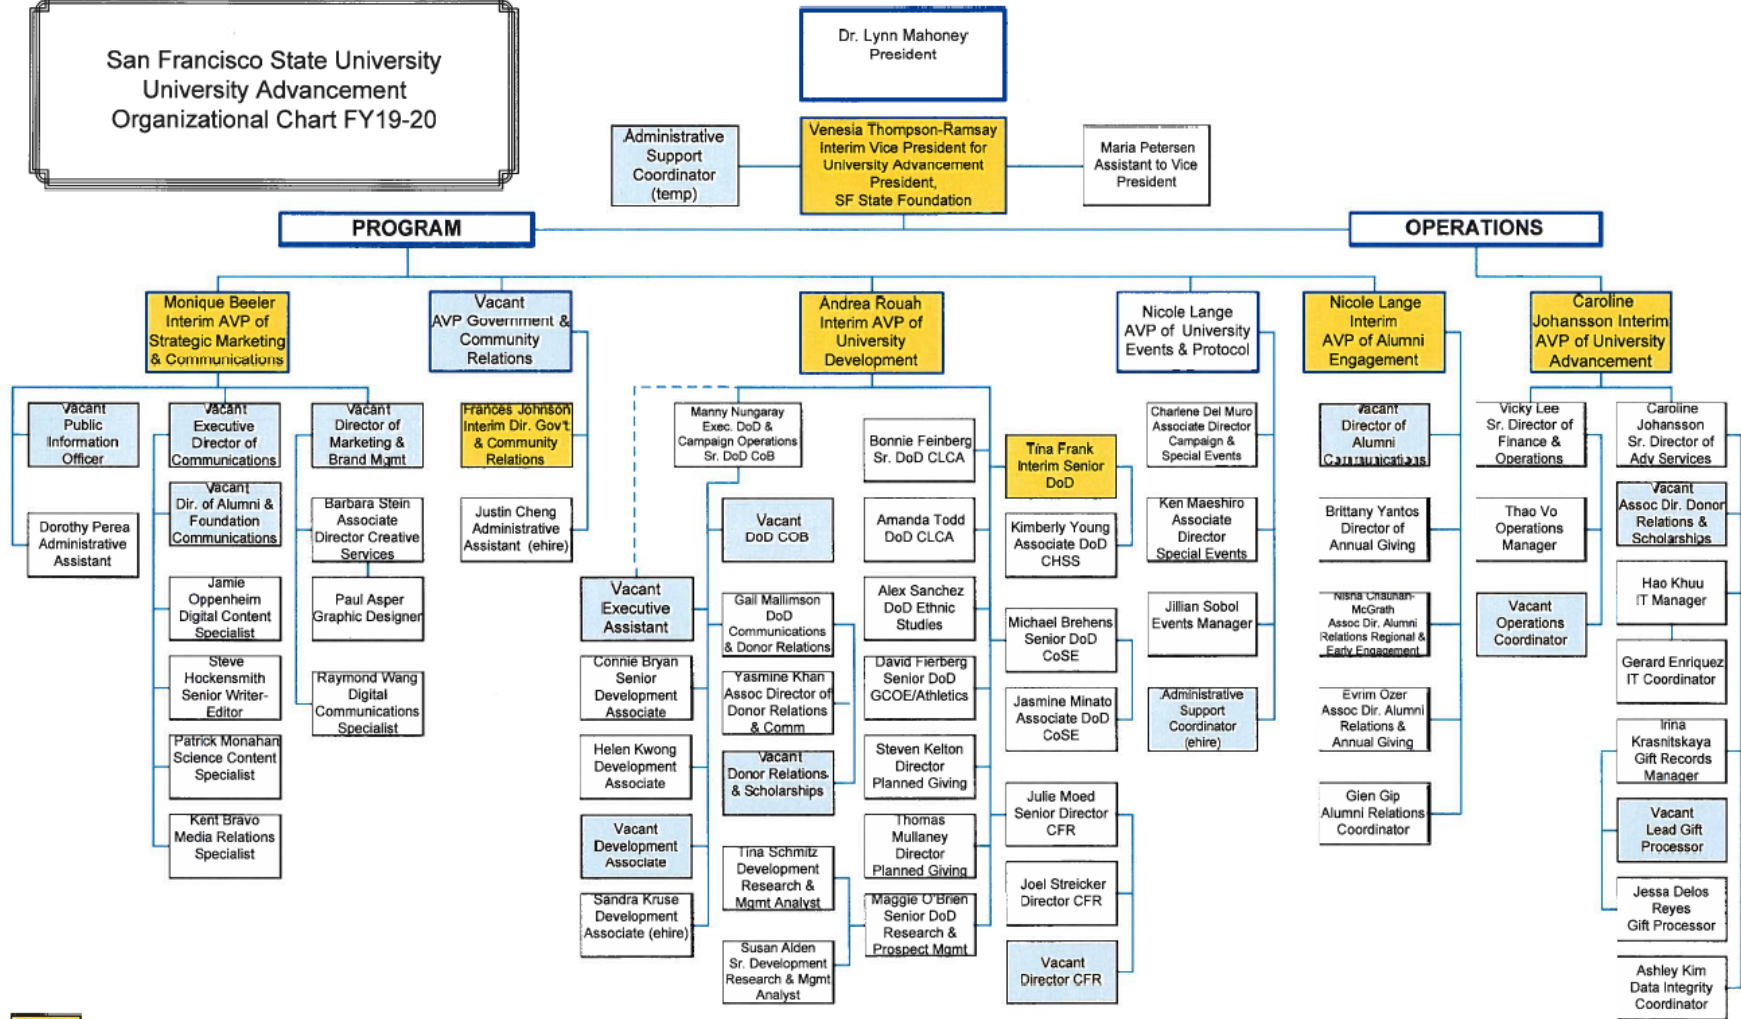 San Francisco State University
University Advancement
Organizational Chart FY19-20
Dr. Lynn Mahoney
President
Administrative
Support
Coordinator
(temp)
Venesia Thompson-Ramsay
Interim Vice President for
University Advancement
President,
SF State Foundation
Maria Petersen
Assistant to Vice
President
PROGRAM
OPERATIONS
Monique Beeler
Interim AVP of
Strategic Marketing
& Communications
Vacant
AVP Government &
Community
Relations
Andrea Rouah
Interim AVP of
University
Development
Nicole Lange
AVP of University
Events & Protocol
Nicole Lange
Interim
AVP of Alumni
Engagement
Caroline
Johansson Interim
AVP of University
Advancement
Vacant
Public
Information
Officer
Dorothy Perea
Administrative
Assistant
Vacant
Executive
Director of
Communications
Vacant
Dir. of Alumni &
Foundation
Communications
Jamie
Oppenheim
Digital Content
Specialist
Steve
Hockensmith
Senior Writer-
Editor
Patrick Monahan
Science Content
Specialist
Kent Bravo
Media Relations
Specialist
Vacant
Director of
Marketing &
Brand Mgmt
Barbara Stein
Associate
Director Creative
Services
Paul Asper
Graphic Designer
Raymond Wang
Digital
Communications
Specialist
Frances Johnson
Interim Dir. Gov't
& Community
Relations
Justin Cheng
Administrative
Assistant (ehire)
Vacant
Executive
Assistant
Connie Bryan
Senior
Development
Associate
Helen Kwong
Development
Associate
Vacant
Development
Associate
Sandra Kruse
Development
Associate (ehire)
Manny Nungaray
Exec. DoD &
Campaign Operations
Sr. DoD CoB
Vacant
DoD COB
Gail Mallimson
DoD
Communications
& Donor Relations
Yasmine Khan
Assoc Director of
Donor Relations
& Comm
Vacant
Donor Relations
& Scholarships
Tina Schmitz
Development
Research &
Mgmt Analyst
Susan Alden
Sr. Development
Research & Mgmt
Analyst
Bonnie Feinberg
Sr. DoD CLCA
Amanda Todd
DoD CLCA
Alex Sanchez
DoD Ethnic
Studies
David Fierberg
Senior DoD
GCOE/Athletics
Steven Kelton
Director
Planned Giving
Thomas
Mullaney
Director
Planned Giving
Maggie O'Brien
Senior DoD
Research &
Prospect Mgmt
Tina Frank
Interim Senior
DoD
Kimberly Young
Associate DoD
CHSS
Michael Brehens
Senior DoD
CoSE
Jasmine Minato
Associate DoD
CoSE
Julie Moed
Senior Director
CFR
Joel Streicker
Director CFR
Vacant
Director CFR
Charlene Del Muro
Associate Director
Campaign &
Special Events
Ken Maeshiro
Associate
Director
Special Events
Jillian Sobol
Events Manager
Administrative
Support
Coordinator
(ehire)
Vacant
Director of
Alumni
Communications
Brittany Yantos
Director of
Annual Giving
Nisha Chauhan-
McGrath
Assoc Dir. Alumni
Relations Regional &
Early Engagement
Evrim Ozer
Assoc Dir. Alumni
Relations &
Annual Giving
Glen Gip
Alumni Relations
Coordinator
Vicky Lee
Sr. Director of
Finance &
Operations
Thao Vo
Operations
Manager
Vacant
Operations
Coordinator
Caroline
Johansson
Sr. Director of
Adv Services
Vacant
Assoc Dir. Donor
Relations &
Scholarships
Hao Khuu
IT Manager
Gerard Enriquez
IT Coordinator
Irina
Krasnitskaya
Gift Records
Manager
Vacant
Lead Gift
Processor
Jessa Delos
Reyes
Gift Processor
Ashley Kim
Data Integrity
Coordinator